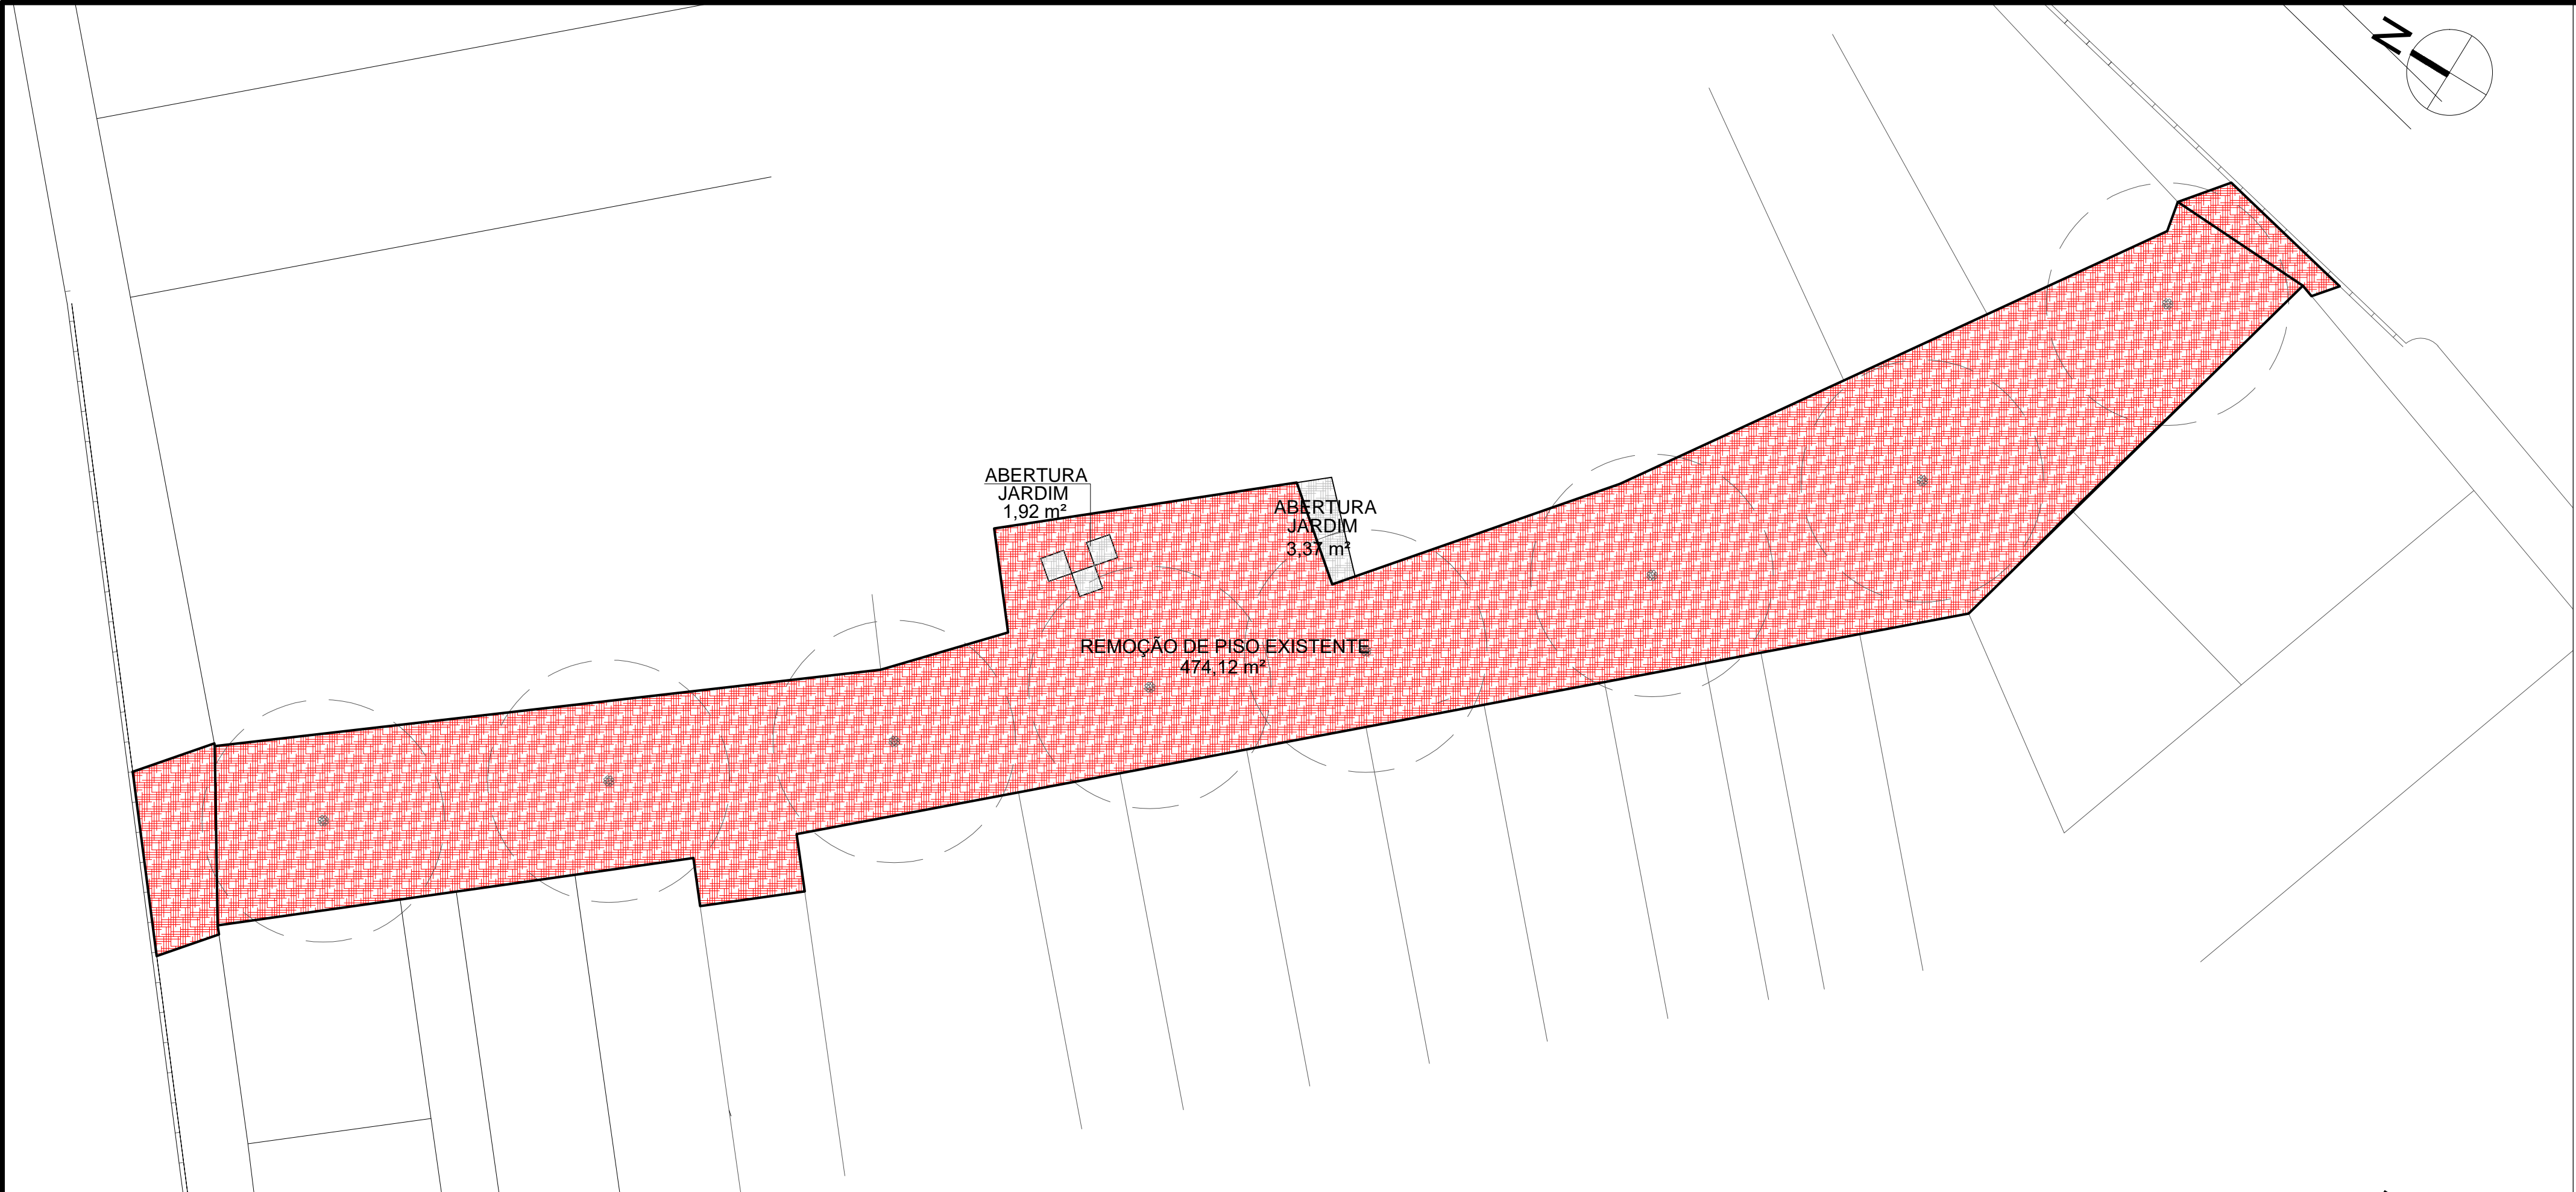 N
ABERTURA
JARDIM
1,92 m²
ABERTURA
JARDIM
3,37 m²
REMOÇÃO DE PISO EXISTENTE
474,12 m²